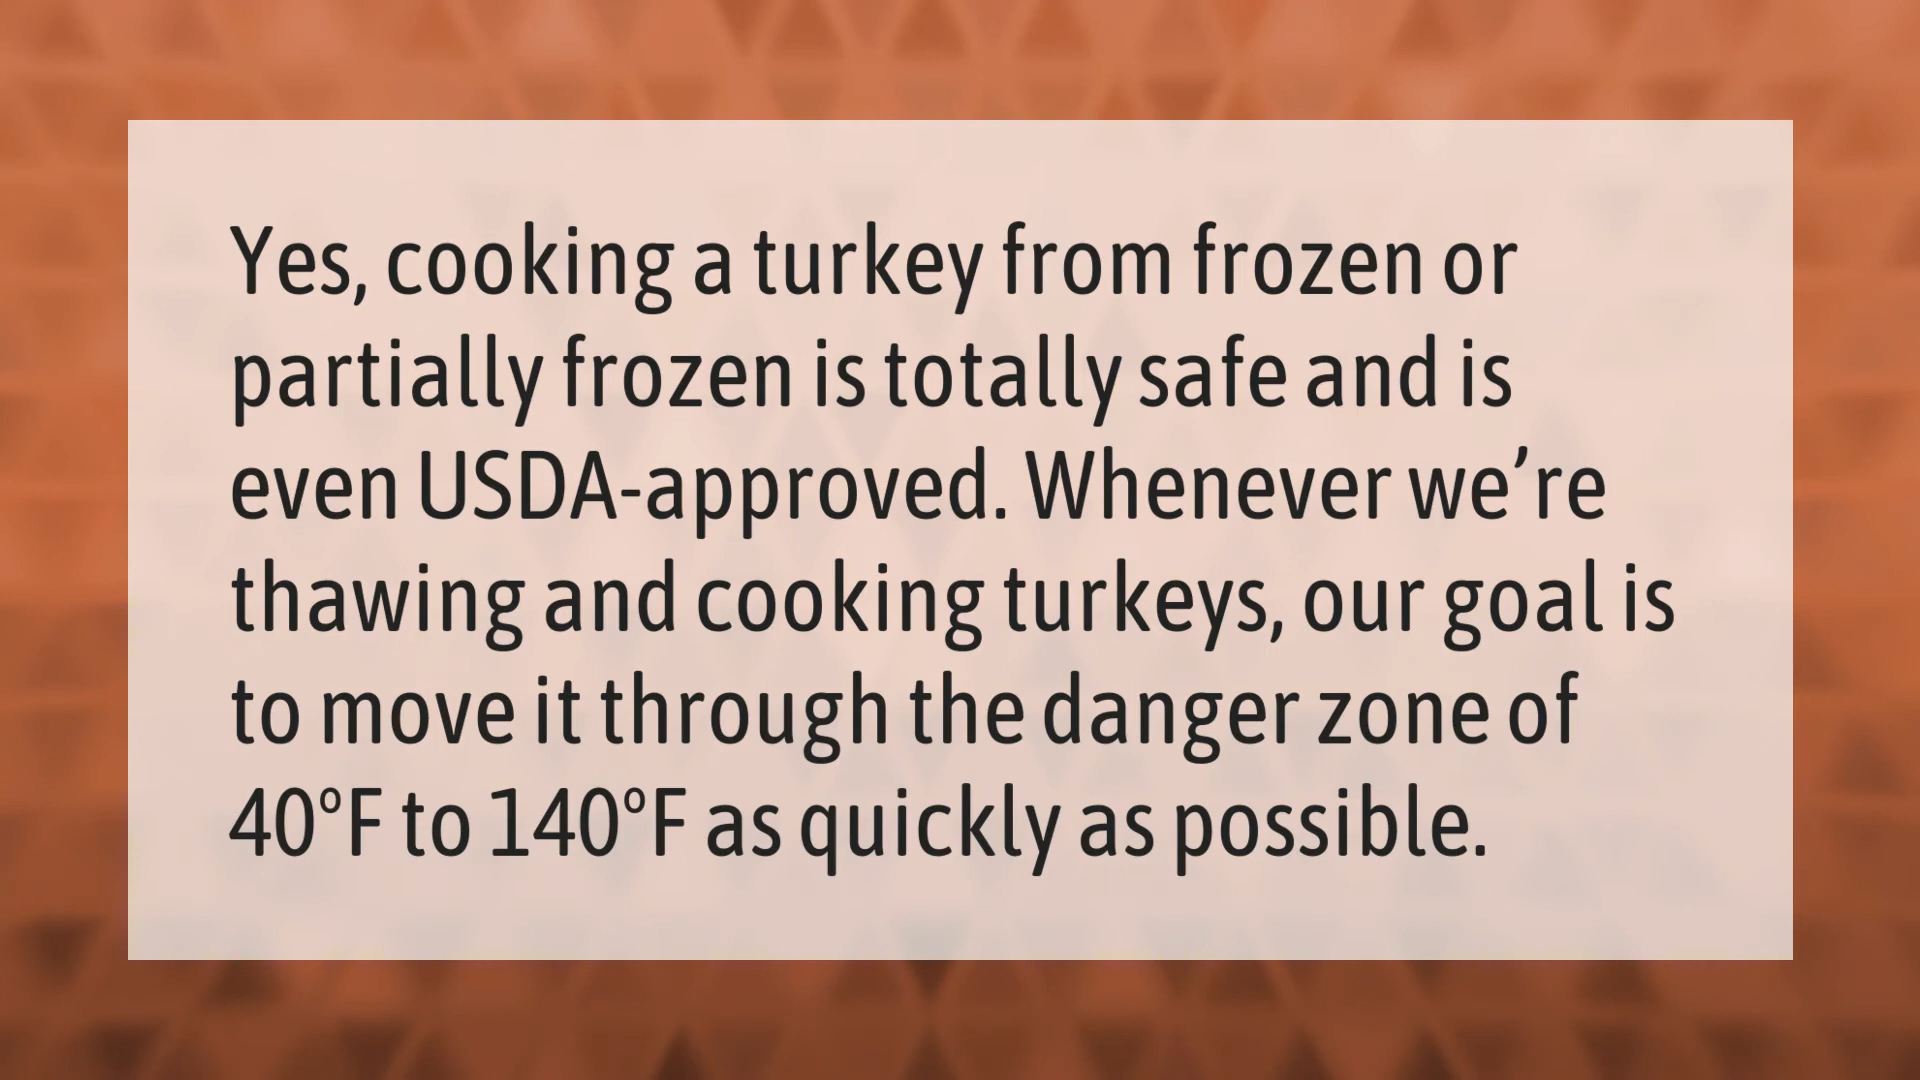 Yes, cooking a turkey from frozen or
partially frozen is totally safe and is
even USDA-approved. Whenever we’re
thawing and cooking turkeys, our goal is
to move it through the danger zone of
40ºF to 140ºF as quickly as possible.